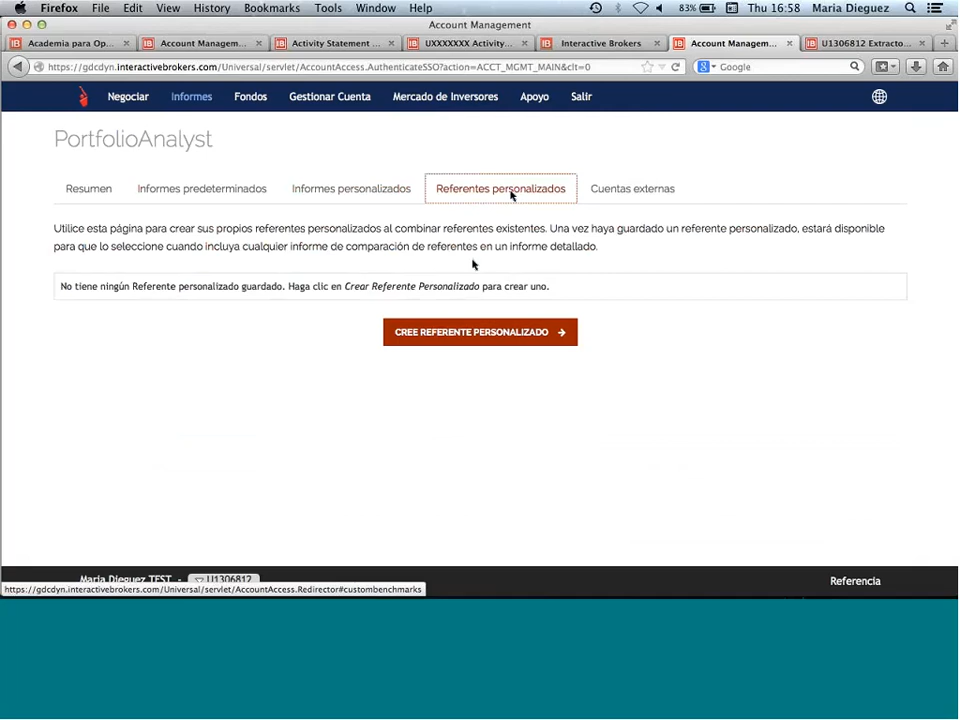 Firefox File Edit View History Bookmarks Tools Window Help 83% Thu 16:58 Maria Dieguez
Account Management
Academia para Op... Account Managem... Activity Statement ... UXXXXXXX Activity... Interactive Brokers Account Managem... U1306812 Extracto...
https://gdcdyn.interactivebrokers.com/Universal/servlet/AccountAccess.AuthenticateSSO?action=ACCT_MGMT_MAIN&clt=0 Google
Negociar Informes Fondos Gestionar Cuenta Mercado de Inversores Apoyo Salir
PortfolioAnalyst
Resumen Informes predeterminados Informes personalizados Referentes personalizados Cuentas externas
Utilice esta página para crear sus propios referentes personalizados al combinar referentes existentes. Una vez haya guardado un referente personalizado, estará disponible
para que lo seleccione cuando incluya cualquier informe de comparación de referentes en un informe detallado.
No tiene ningún Referente personalizado guardado. Haga clic en Crear Referente Personalizado para crear uno.
CREE REFERENTE PERSONALIZADO
Maria Dieguez TEST - U1306812 Referencia
https://gdcdyn.interactivebrokers.com/Universal/servlet/AccountAccess.Redirector#custombenchmarks